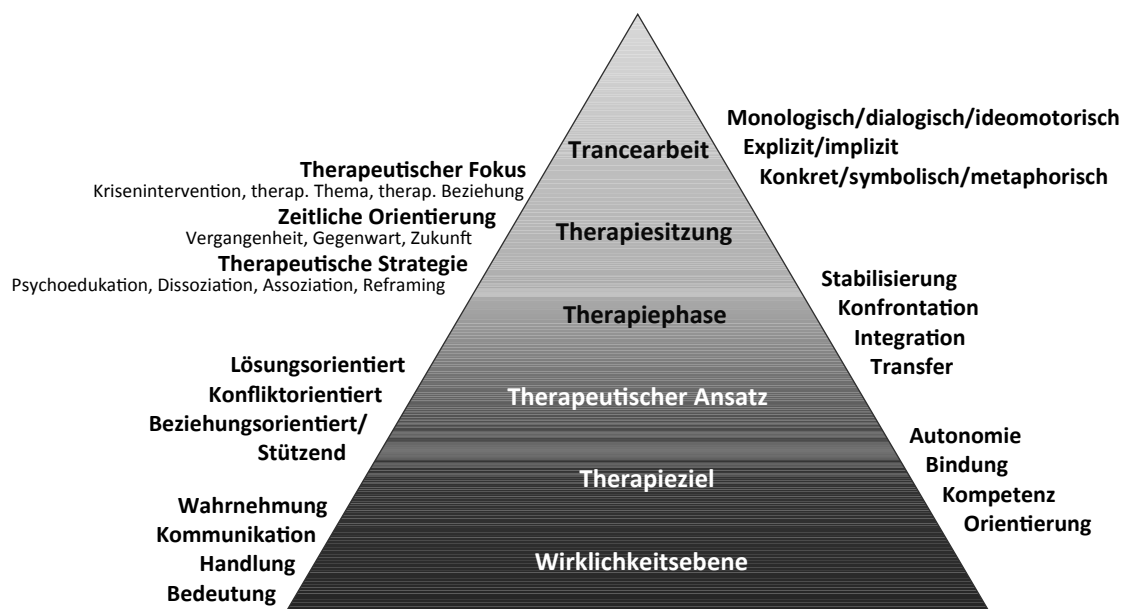 Monologisch/dialogisch/ideomotorisch
Explizit/implizit
Konkret/symbolisch/metaphorisch
Trancearbeit
Therapeutischer Fokus
Krisenintervention, therap. Thema, therap. Beziehung
Zeitliche Orientierung
Vergangenheit, Gegenwart, Zukunft
Therapeutische Strategie
Psychoedukation, Dissoziation, Assoziation, Reframing
Therapiesitzung
Stabilisierung
Konfrontation
Integration
Transfer
Therapiephase
Lösungsorientiert
Konfliktorientiert
Beziehungsorientiert/
Stützend
Therapeutischer Ansatz
Autonomie
Bindung
Kompetenz
Orientierung
Therapieziel
Wahrnehmung
Kommunikation
Handlung
Bedeutung
Wirklichkeitsebene